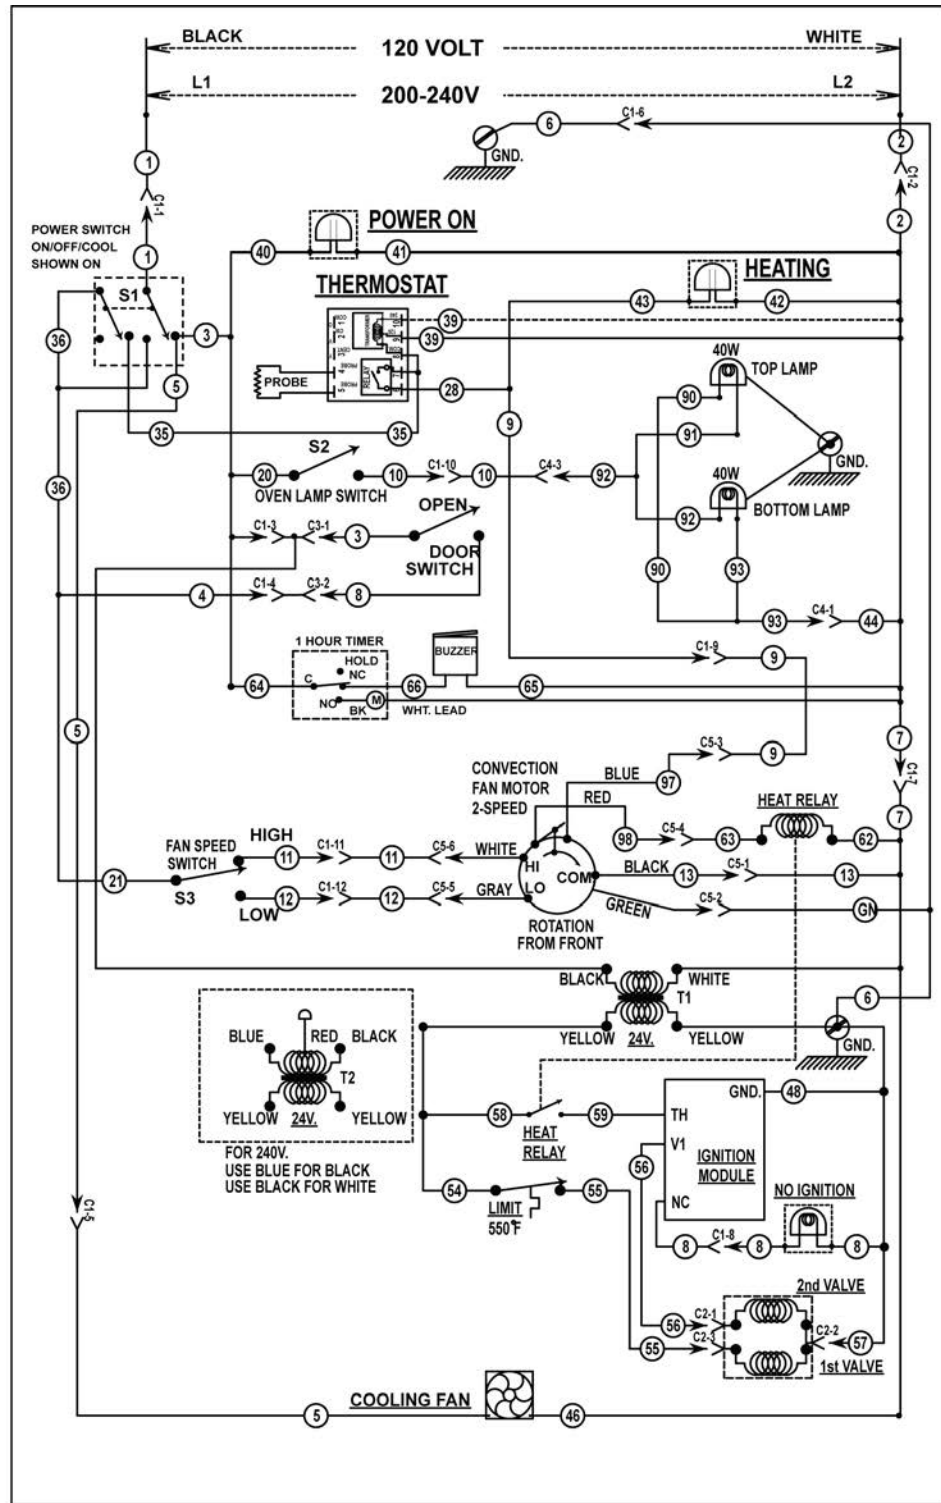 BLACK
WHITE
120 VOLT
L1
L2
200-240V
6
C1-6
GND.
1
2
C1-1
C1-2
2
POWER SWITCH
ON/OFF/COOL
SHOWN ON
1
POWER ON
40
41
S1
HEATING
43
42
THERMOSTAT
3
36
39
39
TRANSFORMER
RELAY
PROBE
PROBE
PROBE
5
28
9
35
35
40W
TOP LAMP
90
91
GND.
40W
BOTTOM LAMP
92
S2
20
OVEN LAMP SWITCH
10
C1-10
10
C4-3
92
36
OPEN
C1-3
C3-1
3
DOOR
SWITCH
90
93
4
C1-4
C3-2
8
93
C4-1
44
1 HOUR TIMER
HOLD
NC
BUZZER
C
64
66
65
NO
BK
M
WHT. LEAD
C1-9
9
5
7
C1-7
7
C5-3
9
CONVECTION
FAN MOTOR
2-SPEED
BLUE
97
RED
HEAT RELAY
98
C5-4
63
62
FAN SPEED
SWITCH
HIGH
11
C1-11
11
C5-6
WHITE
HI
21
S3
LOW
12
C1-12
12
C5-5
GRAY
LO
COM
BLACK
13
C5-1
13
GREEN
C5-2
GN
ROTATION
FROM FRONT
BLACK
WHITE
T1
6
YELLOW
24V.
YELLOW
GND.
BLUE
RED
BLACK
T2
YELLOW
24V.
YELLOW
FOR 240V.
USE BLUE FOR BLACK
USE BLACK FOR WHITE
58
59
HEAT
RELAY
GND.
48
TH
V1
IGNITION
MODULE
NC
56
54
55
LIMIT
550°F
NO IGNITION
8
C1-8
8
8
2nd VALVE
56
C2-1
55
C2-3
C2-2
57
1st VALVE
C1-5
COOLING FAN
5
46